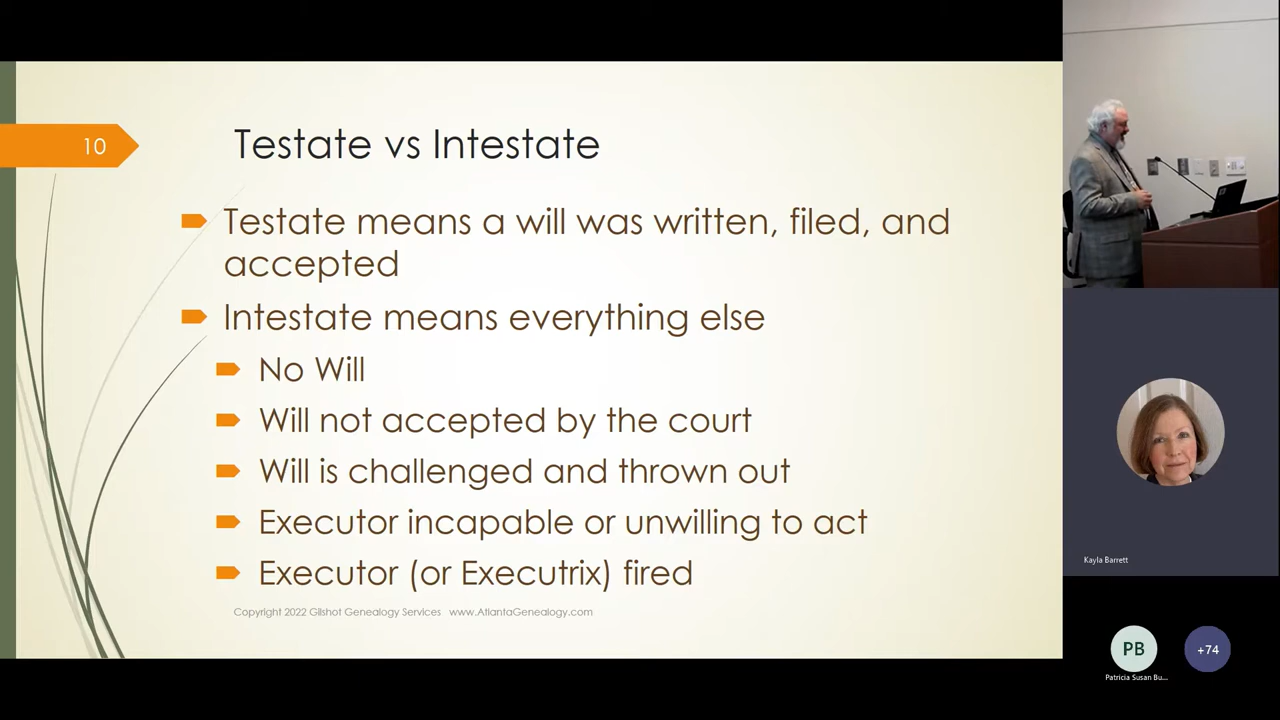 10
Testate vs Intestate
Testate means a will was written, filed, and
accepted
Intestate means everything else
No Will
Will not accepted by the court
Will is challenged and thrown out
Executor incapable or unwilling to act
Executor (or Executrix) fired
Copyright 2022 Gilshot Genealogy Services www.AtlantaGenealogy.com
Kayla Barrett
PB
+74
Patricia Susan Bu...